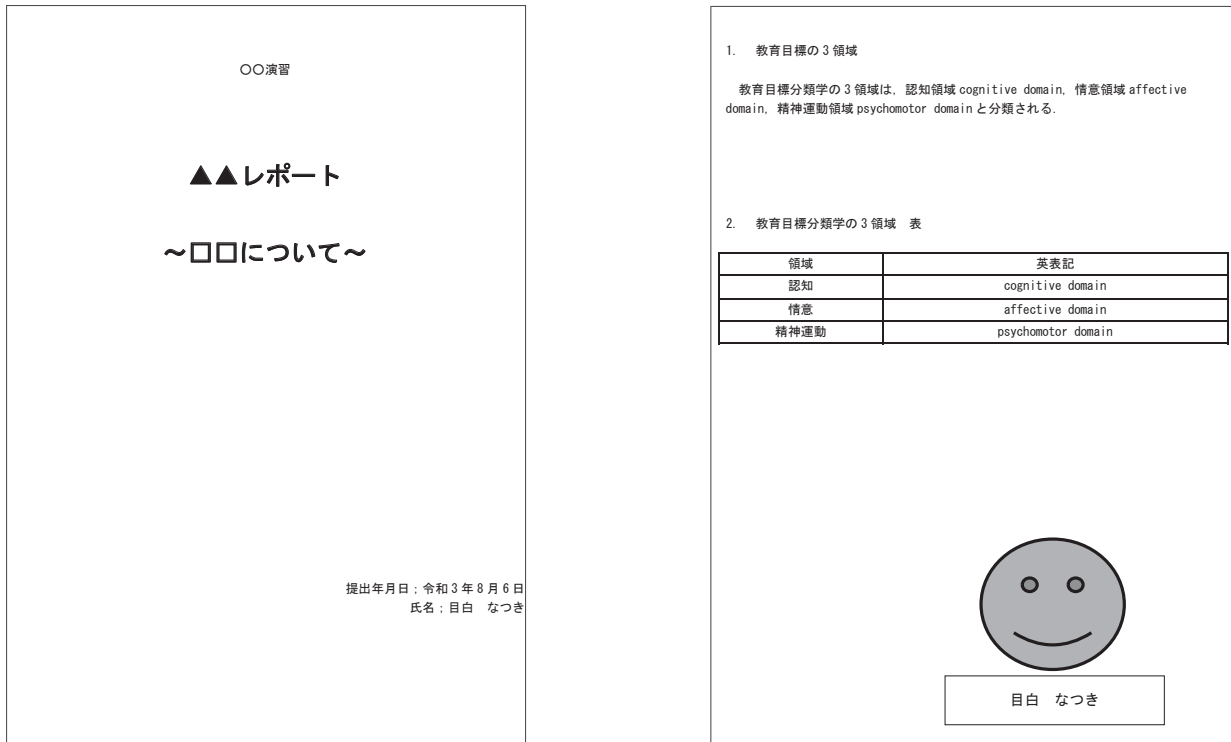 〇〇演習
▲▲レポート
～□□について～
提出年月日；令和3年8月6日
氏名；目白　なつき
1.　教育目標の3領域
教育目標分類学の3領域は，認知領域 cognitive domain，情意領域 affective
domain，精神運動領域 psychomotor domain と分類される．
2.　教育目標分類学の3領域　表
領域　英表記
認知　cognitive domain
情意　affective domain
精神運動　psychomotor domain
目白　なつき